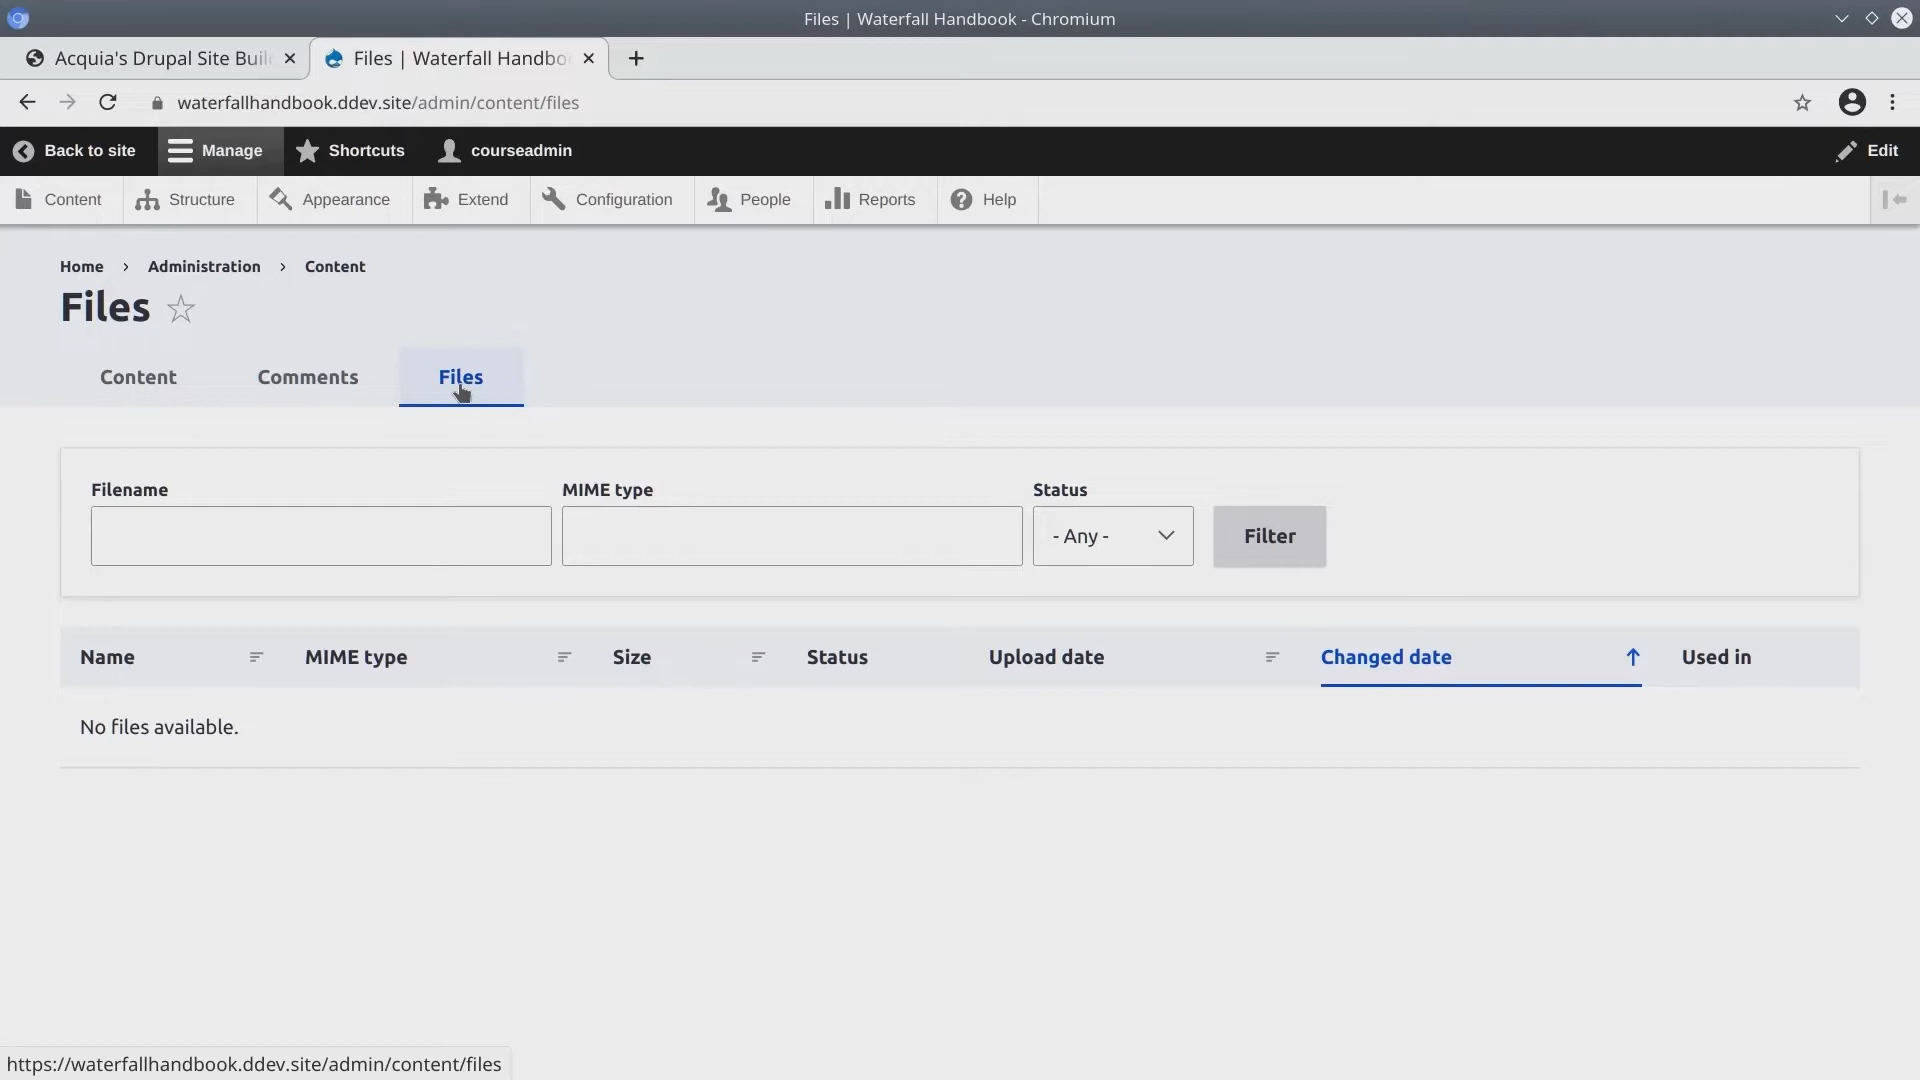 Files | Waterfall Handbook - Chromium
Acquia's Drupal Site Buil
Files | Waterfall Handbo
waterfallhandbook.ddev.site/admin/content/files
Back to site
Manage
Shortcuts
courseadmin
Edit
Content
Structure
Appearance
Extend
Configuration
People
Reports
Help
Home › Administration › Content
Files
Content
Comments
Files
Filename
MIME type
Status
- Any -
Filter
Name
MIME type
Size
Status
Upload date
Changed date
Used in
No files available.
https://waterfallhandbook.ddev.site/admin/content/files